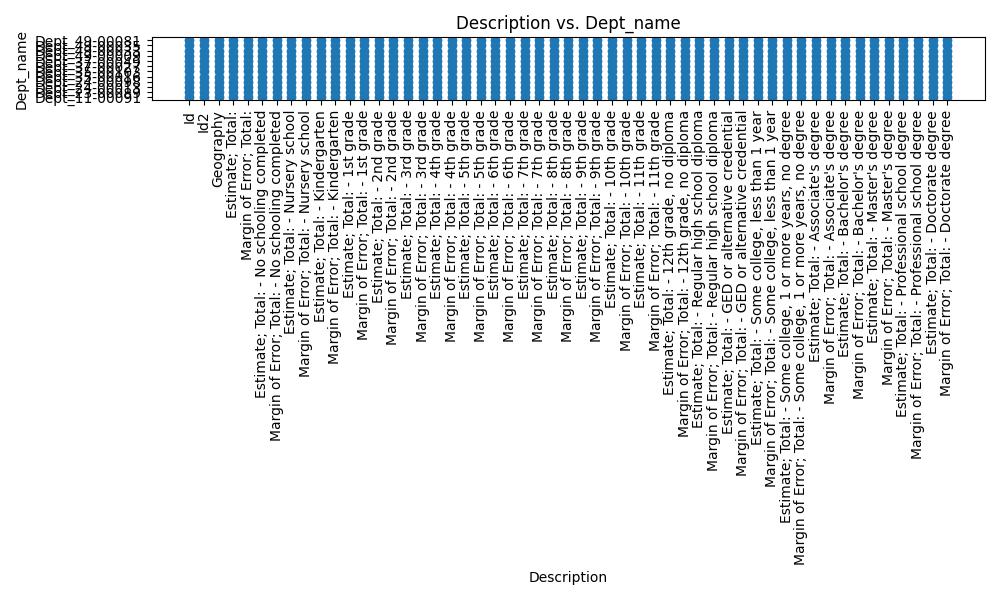 Description vs. Dept_name
Dept_name
Dept_49-00081
Dept_11-00091
Id
Id2
Geography
Estimate; Total:
Margin of Error; Total:
Estimate; Total: - No schooling completed
Margin of Error; Total: - No schooling completed
Estimate; Total: - Nursery school
Margin of Error; Total: - Nursery school
Estimate; Total: - Kindergarten
Margin of Error; Total: - Kindergarten
Estimate; Total: - 1st grade
Margin of Error; Total: - 1st grade
Estimate; Total: - 2nd grade
Margin of Error; Total: - 2nd grade
Estimate; Total: - 3rd grade
Margin of Error; Total: - 3rd grade
Estimate; Total: - 4th grade
Margin of Error; Total: - 4th grade
Estimate; Total: - 5th grade
Margin of Error; Total: - 5th grade
Estimate; Total: - 6th grade
Margin of Error; Total: - 6th grade
Estimate; Total: - 7th grade
Margin of Error; Total: - 7th grade
Estimate; Total: - 8th grade
Margin of Error; Total: - 8th grade
Estimate; Total: - 9th grade
Margin of Error; Total: - 9th grade
Estimate; Total: - 10th grade
Margin of Error; Total: - 10th grade
Estimate; Total: - 11th grade
Margin of Error; Total: - 11th grade
Estimate; Total: - 12th grade, no diploma
Margin of Error; Total: - 12th grade, no diploma
Estimate; Total: - Regular high school diploma
Margin of Error; Total: - Regular high school diploma
Estimate; Total: - GED or alternative credential
Margin of Error; Total: - GED or alternative credential
Estimate; Total: - Some college, less than 1 year
Margin of Error; Total: - Some college, less than 1 year
Estimate; Total: - Some college, 1 or more years, no degree
Margin of Error; Total: - Some college, 1 or more years, no degree
Estimate; Total: - Associate's degree
Margin of Error; Total: - Associate's degree
Estimate; Total: - Bachelor's degree
Margin of Error; Total: - Bachelor's degree
Estimate; Total: - Master's degree
Margin of Error; Total: - Master's degree
Estimate; Total: - Professional school degree
Margin of Error; Total: - Professional school degree
Estimate; Total: - Doctorate degree
Margin of Error; Total: - Doctorate degree
Description